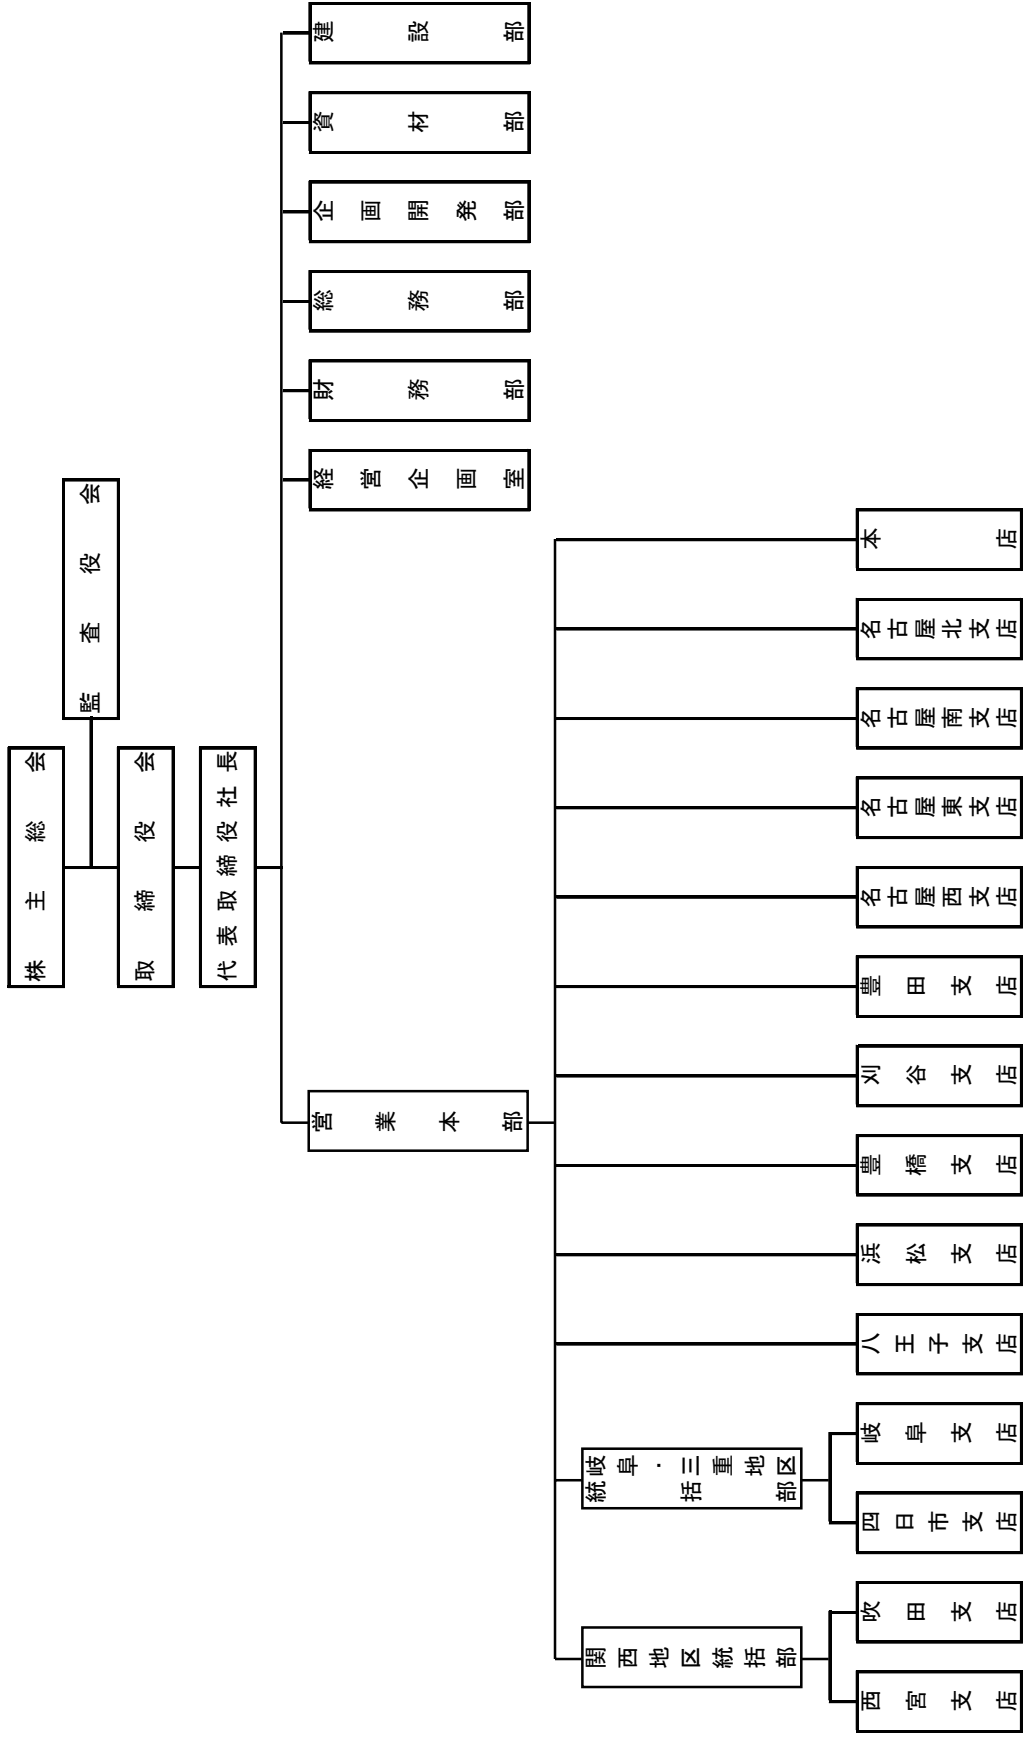 株主総会
監査役会
取締役会
代表取締役社長
建設部
資材部
企画開発部
総務部
財務部
経営企画室
営業本部
本店
名古屋北支店
名古屋南支店
名古屋東支店
名古屋西支店
豊田支店
刈谷支店
豊橋支店
浜松支店
八王子支店
岐阜・三重地区
統括部
岐阜支店
四日市支店
関西地区統括部
吹田支店
西宮支店